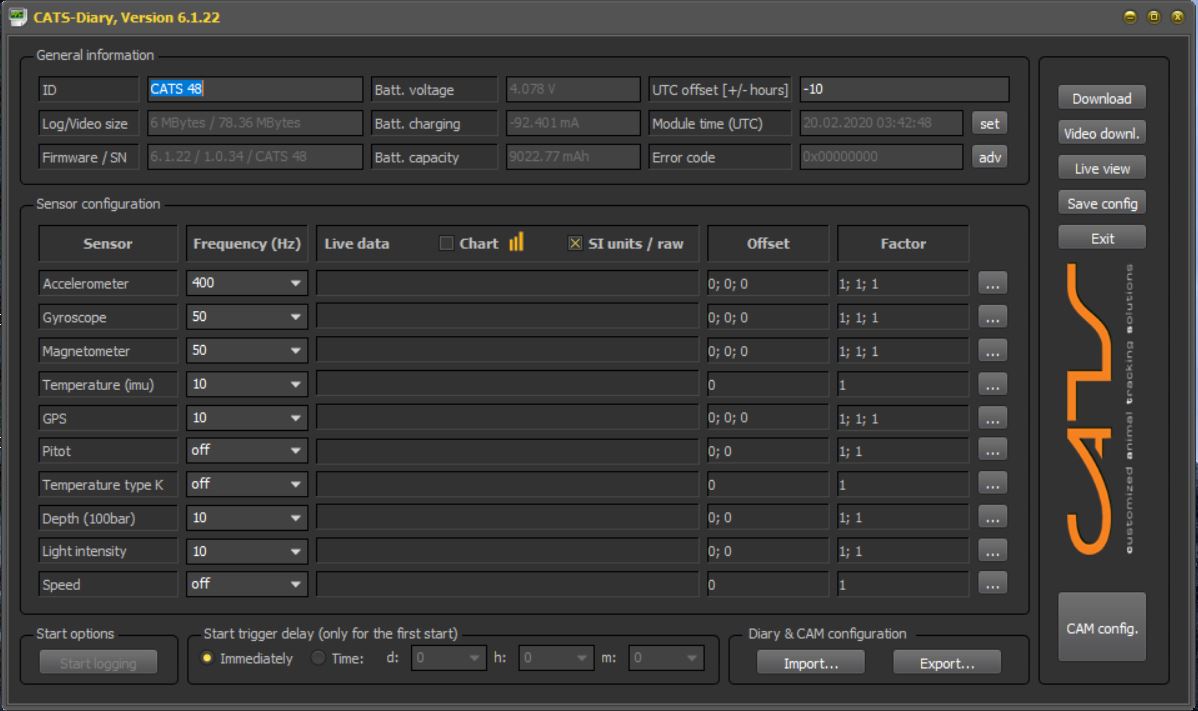 CATS-Diary, Version 6.1.22
General information
ID CATS 48 Batt. voltage 4.078 V UTC offset [+/- hours] -10
Log/Video size 6 MBytes / 78.36 MBytes Batt. charging -92.401 mA Module time (UTC) 20.02.2020 03:42:48 set
Firmware / SN 6.1.22 / 1.0.34 / CATS 48 Batt. capacity 9022.77 mAh Error code 0x00000000 adv
Sensor configuration
Sensor Frequency (Hz) Live data Chart SI units / raw Offset Factor
Accelerometer 400 0; 0; 0 1; 1; 1 ...
Gyroscope 50 0; 0; 0 1; 1; 1 ...
Magnetometer 50 0; 0; 0 1; 1; 1 ...
Temperature (imu) 10 0 1 ...
GPS 10 0; 0; 0 1; 1; 1 ...
Pitot off 0; 0 1; 1 ...
Temperature type K off 0 1 ...
Depth (100bar) 10 0; 0 1; 1 ...
Light intensity 10 0; 0 1; 1 ...
Speed off 0 1 ...
Start options
Start logging
Start trigger delay (only for the first start)
Immediately Time: d: 0 h: 0 m: 0
Diary & CAM configuration
Import... Export...
Download
Video downl.
Live view
Save config
Exit
CATS
customized animal tracking solutions
CAM config.